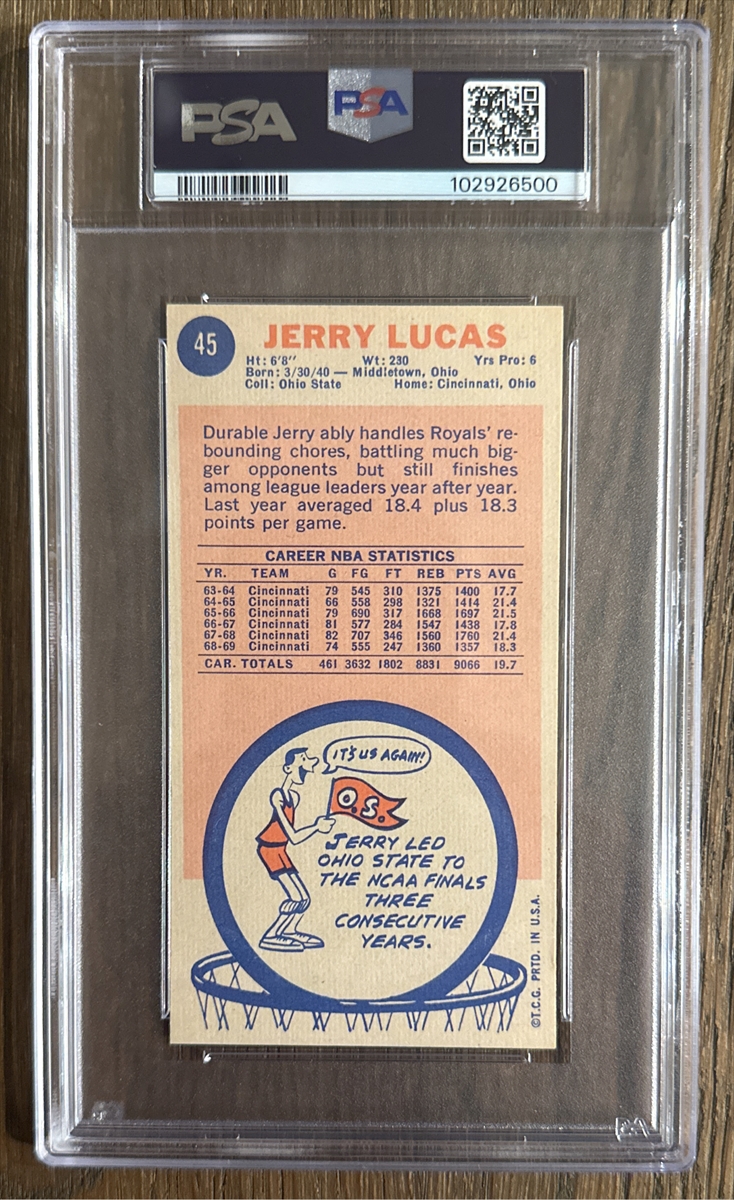 PSA
PSA
102926500
45
JERRY LUCAS
Ht: 6'8" Wt: 230 Yrs Pro: 6
Born: 3/30/40 — Middletown, Ohio
Coll: Ohio State Home: Cincinnati, Ohio
Durable Jerry ably handles Royals' re-
bounding chores, battling much big-
ger opponents but still finishes
among league leaders year after year.
Last year averaged 18.4 plus 18.3
points per game.
CAREER NBA STATISTICS
YR. TEAM G FG FT REB PTS AVG
63-64 Cincinnati 79 545 310 1375 1400 17.7
64-65 Cincinnati 66 558 298 1321 1414 21.4
65-66 Cincinnati 79 690 317 1668 1697 21.5
66-67 Cincinnati 81 577 284 1547 1438 17.8
67-68 Cincinnati 82 707 346 1560 1760 21.4
68-69 Cincinnati 74 555 247 1360 1357 18.3
CAR. TOTALS 461 3632 1802 8831 9066 19.7
IT'S US AGAIN!
O.S.
JERRY LED
OHIO STATE TO
THE NCAA FINALS
THREE
CONSECUTIVE
YEARS.
©T.C.G. PRTD. IN U.S.A.
PSA